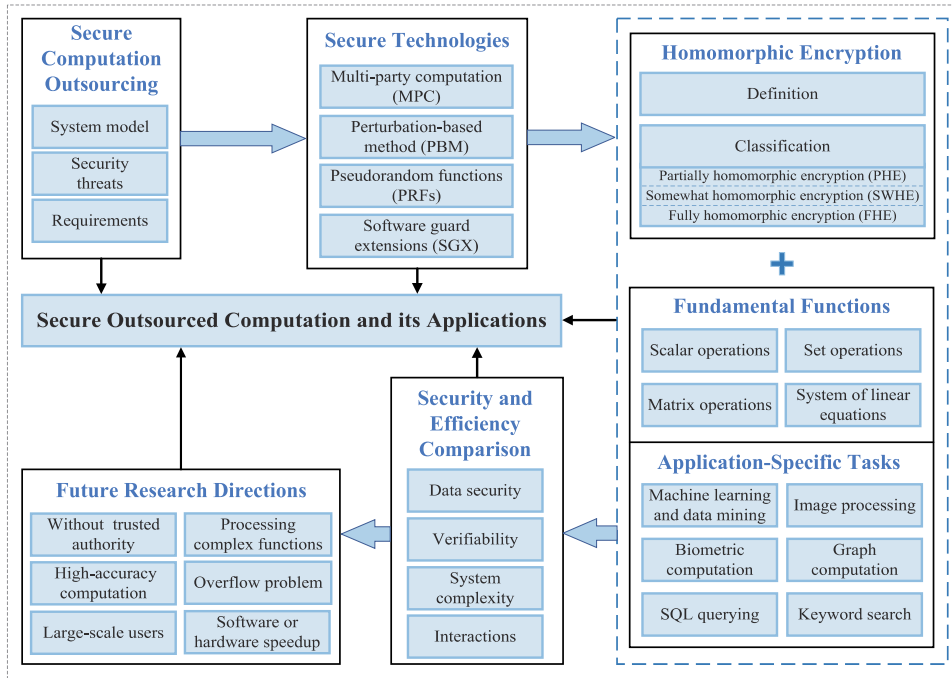 Secure
Computation
Outsourcing
System model
Security
threats
Requirements
Secure Technologies
Multi-party computation
(MPC)
Perturbation-based
method (PBM)
Pseudorandom functions
(PRFs)
Software guard
extensions (SGX)
Homomorphic Encryption
Definition
Classification
Partially homomorphic encryption (PHE)
Somewhat homomorphic encryption (SWHE)
Fully homomorphic encryption (FHE)
+
Secure Outsourced Computation and its Applications
Fundamental Functions
Scalar operations
Set operations
Matrix operations
System of linear
equations
Application-Specific Tasks
Machine learning
and data mining
Image processing
Biometric
computation
Graph
computation
SQL querying
Keyword search
Security and
Efficiency
Comparison
Data security
Verifiability
System
complexity
Interactions
Future Research Directions
Without trusted
authority
Processing
complex functions
High-accuracy
computation
Overflow problem
Large-scale users
Software or
hardware speedup